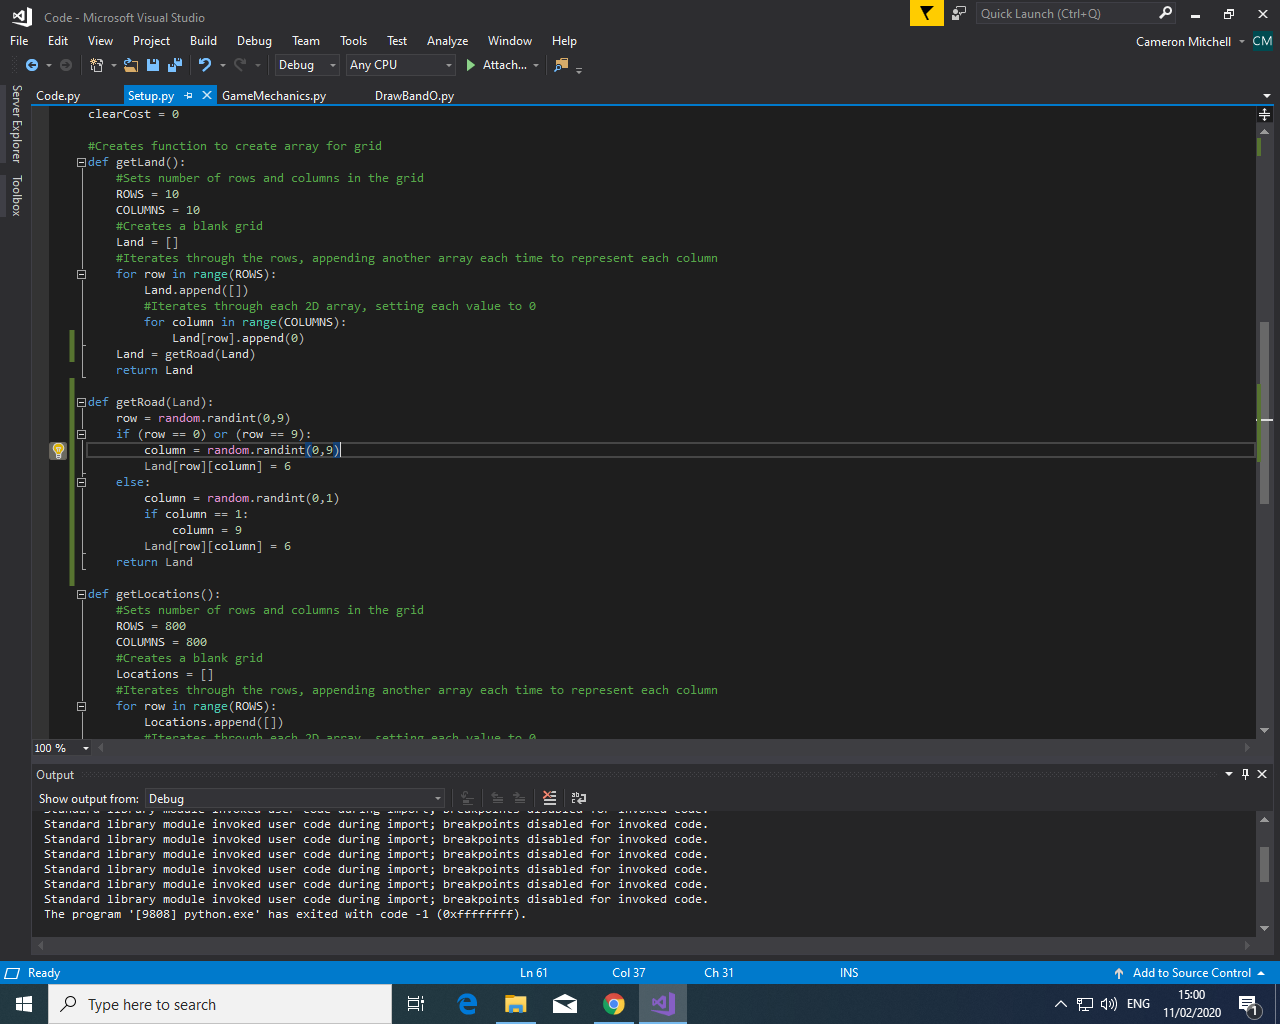 Code - Microsoft Visual Studio
Quick Launch (Ctrl+Q)
File Edit View Project Build Debug Team Tools Test Analyze Window Help
Cameron Mitchell CM
Debug Any CPU Attach...
Server Explorer
Toolbox
Code.py Setup.py GameMechanics.py DrawBandO.py
clearCost = 0
#Creates function to create array for grid
def getLand():
#Sets number of rows and columns in the grid
ROWS = 10
COLUMNS = 10
#Creates a blank grid
Land = []
#Iterates through the rows, appending another array each time to represent each column
for row in range(ROWS):
Land.append([])
#Iterates through each 2D array, setting each value to 0
for column in range(COLUMNS):
Land[row].append(0)
Land = getRoad(Land)
return Land
def getRoad(Land):
row = random.randint(0,9)
if (row == 0) or (row == 9):
column = random.randint(0,9)
Land[row][column] = 6
else:
column = random.randint(0,1)
if column == 1:
column = 9
Land[row][column] = 6
return Land
def getLocations():
#Sets number of rows and columns in the grid
ROWS = 800
COLUMNS = 800
#Creates a blank grid
Locations = []
#Iterates through the rows, appending another array each time to represent each column
for row in range(ROWS):
Locations.append([])
#Iterates through each 2D array, setting each value to 0
100 %
Output
Show output from: Debug
Standard library module invoked user code during import; breakpoints disabled for invoked code.
Standard library module invoked user code during import; breakpoints disabled for invoked code.
Standard library module invoked user code during import; breakpoints disabled for invoked code.
Standard library module invoked user code during import; breakpoints disabled for invoked code.
Standard library module invoked user code during import; breakpoints disabled for invoked code.
Standard library module invoked user code during import; breakpoints disabled for invoked code.
Standard library module invoked user code during import; breakpoints disabled for invoked code.
The program '[9808] python.exe' has exited with code -1 (0xffffffff).
Ready Ln 61 Col 37 Ch 31 INS Add to Source Control
Type here to search
ENG
15:00
11/02/2020
1